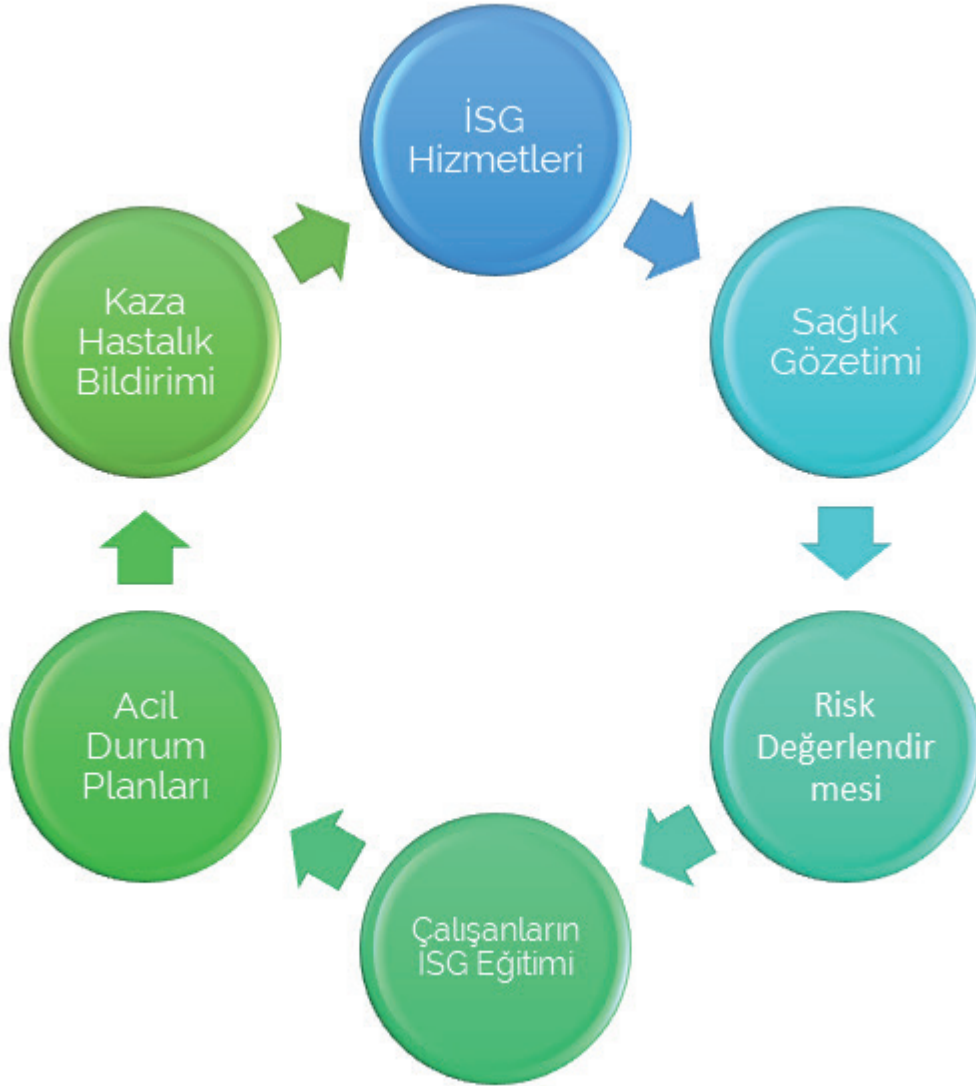 İSG
Hizmetleri
Sağlık
Gözetimi
Risk
Değerlendir
mesi
Çalışanların
İSG Eğitimi
Acil
Durum
Planları
Kaza
Hastalık
Bildirimi